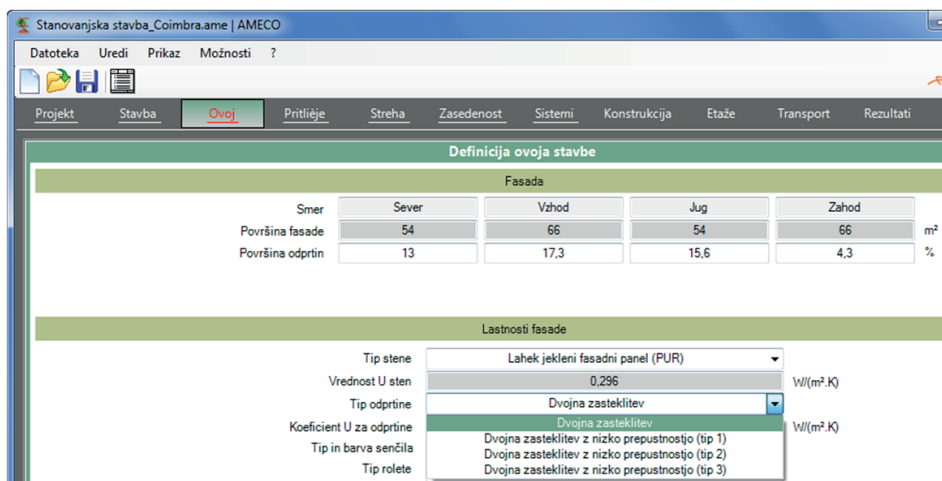 Stanovanjska stavba_Coimbra.ame | AMECO
Datoteka Uredi Prikaz Možnosti ?
Projekt Stavba Ovoj Pritlièje Streha Zasedenost Sistemi Konstrukcija Etaže Transport Rezultati
Definicija ovoja stavbe
Fasada
Smer Sever Vzhod Jug Zahod
Površina fasade 54 66 54 66 m²
Površina odprtin 13 17,3 15,6 4,3 %
Lastnosti fasade
Tip stene Lahek jekleni fasadni panel (PUR)
Vrednost U sten 0,296 W/(m².K)
Tip odprtine Dvojna zasteklitev
Koeficient U za odprtine Dvojna zasteklitev W/(m².K)
Dvojna zasteklitev z nizko prepustnostjo (tip 1)
Tip in barva senčila Dvojna zasteklitev z nizko prepustnostjo (tip 2)
Tip rolete Dvojna zasteklitev z nizko prepustnostjo (tip 3)